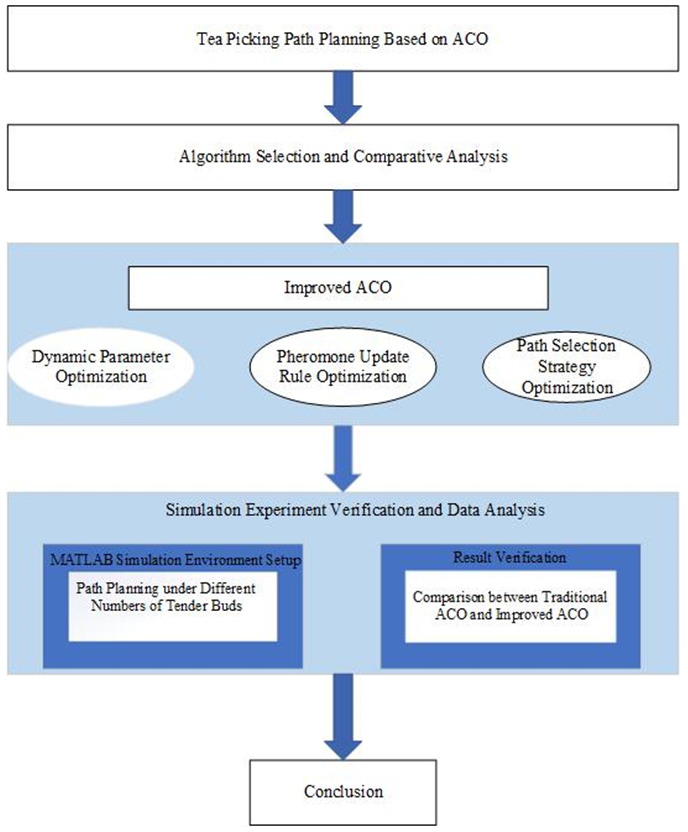 Tea Picking Path Planning Based on ACO
Algorithm Selection and Comparative Analysis
Improved ACO
Dynamic Parameter
Optimization
Pheromone Update
Rule Optimization
Path Selection
Strategy
Optimization
Simulation Experiment Verification and Data Analysis
MATLAB Simulation Environment Setup
Path Planning under Different
Numbers of Tender Buds
Result Verification
Comparison between Traditional
ACO and Improved ACO
Conclusion